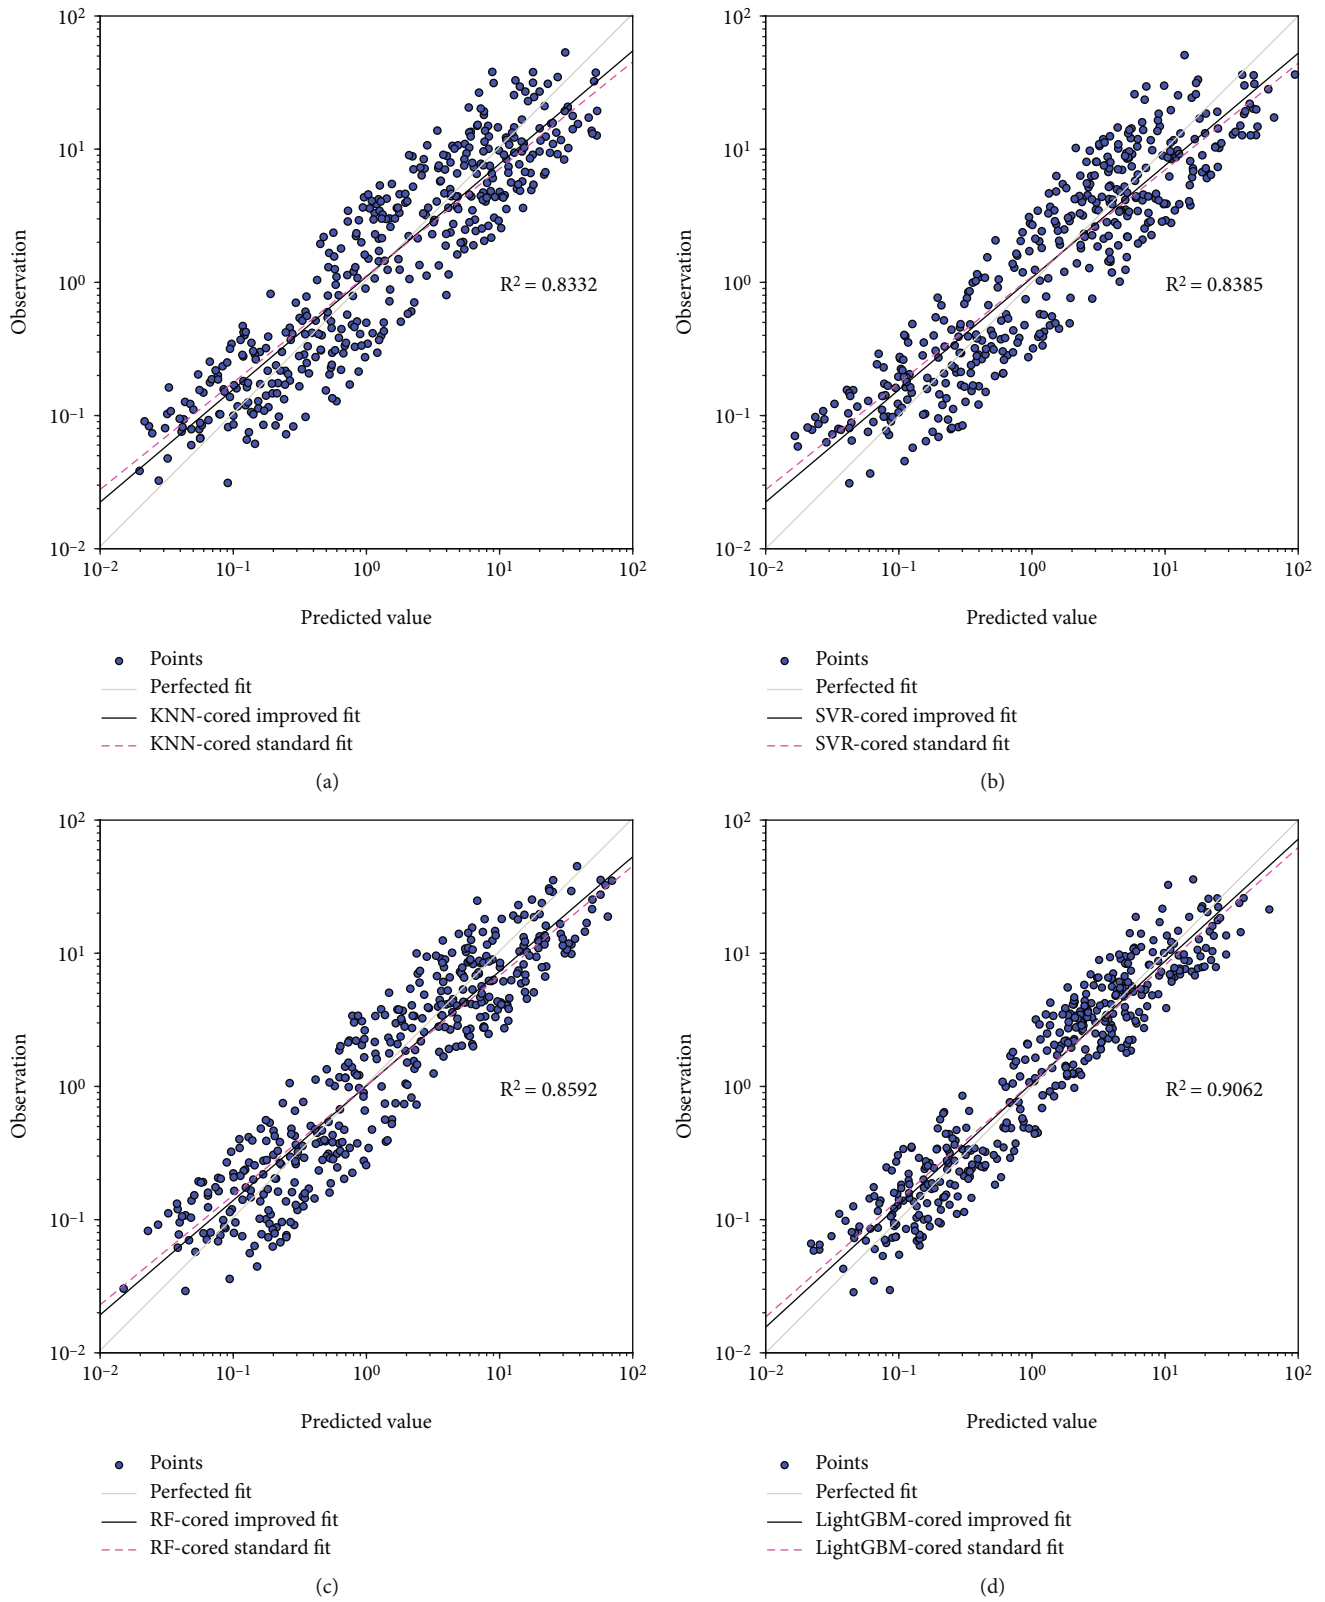 10²
10¹
10⁰
10⁻¹
10⁻²
Observation
R² = 0.8332
10⁻² 10⁻¹ 10⁰ 10¹ 10²
Predicted value
Points
Perfected fit
KNN-cored improved fit
KNN-cored standard fit
(a)
10²
10¹
10⁰
10⁻¹
10⁻²
Observation
R² = 0.8385
10⁻² 10⁻¹ 10⁰ 10¹ 10²
Predicted value
Points
Perfected fit
SVR-cored improved fit
SVR-cored standard fit
(b)
10²
10¹
10⁰
10⁻¹
10⁻²
Observation
R² = 0.8592
10⁻² 10⁻¹ 10⁰ 10¹ 10²
Predicted value
Points
Perfected fit
RF-cored improved fit
RF-cored standard fit
(c)
10²
10¹
10⁰
10⁻¹
10⁻²
Observation
R² = 0.9062
10⁻² 10⁻¹ 10⁰ 10¹ 10²
Predicted value
Points
Perfected fit
LightGBM-cored improved fit
LightGBM-cored standard fit
(d)